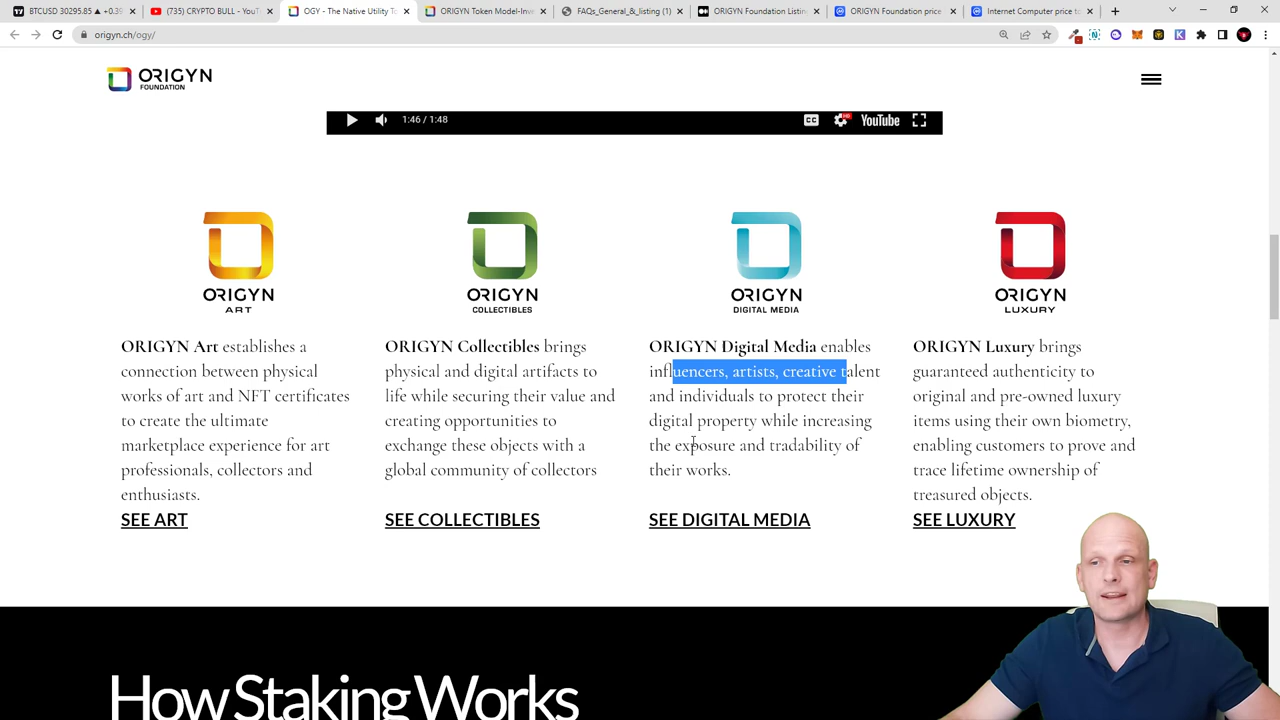 BTCUSD 30295.85 ▲ +0.3
(735) CRYPTO BULL - YouT
OGY - The Native Utility To
ORIGYN Token Model-Inve
FAQs_General_&_listing (1)
ORIGYN Foundation Listin
ORIGYN Foundation price
Internet Computer price to
origyn.ch/ogy/
ORIGYN
FOUNDATION
1:46 / 1:48
CC
HD
YouTube
ORIGYN
ART
ORIGYN
COLLECTIBLES
ORIGYN
DIGITAL MEDIA
ORIGYN
LUXURY
ORIGYN Art establishes a
connection between physical
works of art and NFT certificates
to create the ultimate
marketplace experience for art
professionals, collectors and
enthusiasts.
SEE ART
ORIGYN Collectibles brings
physical and digital artifacts to
life while securing their value and
creating opportunities to
exchange these objects with a
global community of collectors
SEE COLLECTIBLES
ORIGYN Digital Media enables
influencers, artists, creative talent
and individuals to protect their
digital property while increasing
the exposure and tradability of
their works.
SEE DIGITAL MEDIA
ORIGYN Luxury brings
guaranteed authenticity to
original and pre-owned luxury
items using their own biometry,
enabling customers to prove and
trace lifetime ownership of
treasured objects.
SEE LUXURY
How Staking Works